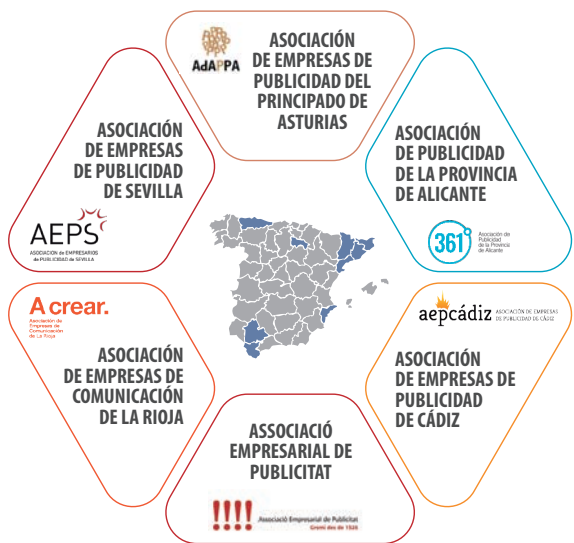 AdAPPA
ASOCIACIÓN
DE EMPRESAS DE
PUBLICIDAD DEL
PRINCIPADO DE
ASTURIAS
ASOCIACIÓN
DE EMPRESAS
DE PUBLICIDAD
DE SEVILLA
AEPS
ASOCIACIÓN DE EMPRESARIOS
de PUBLICIDAD de SEVILLA
ASOCIACIÓN
DE PUBLICIDAD
DE LA PROVINCIA
DE ALICANTE
361°
Asociación de
Publicidad
de la Provincia
de Alicante
A crear.
Asociación de
Empresas de
Comunicación
de La Rioja
ASOCIACIÓN
DE EMPRESAS DE
COMUNICACIÓN
DE LA RIOJA
aepcádiz
ASOCIACIÓN DE EMPRESAS
DE PUBLICIDAD DE CÁDIZ
ASOCIACIÓN
DE EMPRESAS DE
PUBLICIDAD
DE CÁDIZ
ASSOCIACIÓ
EMPRESARIAL DE
PUBLICITAT
!!!!
Associació Empresarial de Publicitat
Gremi des de 1926